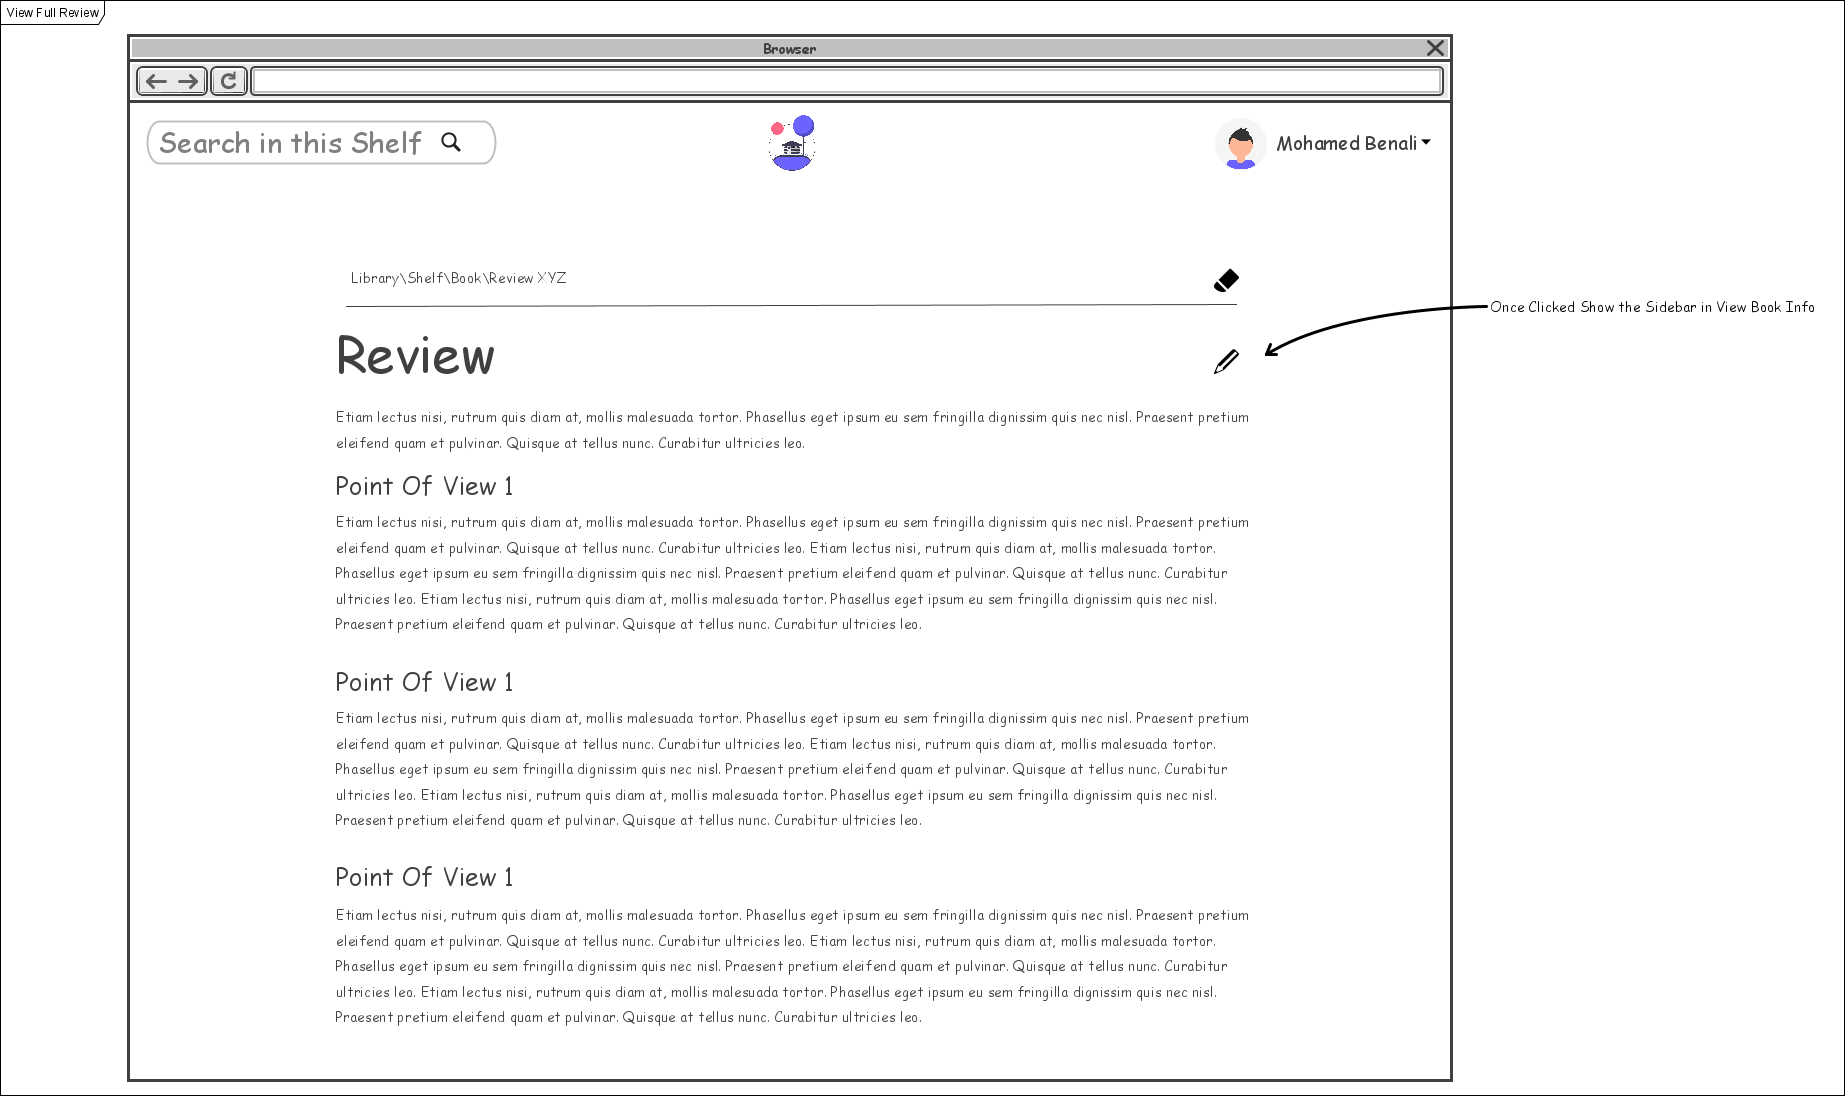 View Full Review
Browser
Search in this Shelf
Mohamed Benali
Library\Shelf\Book\Review XYZ
Once Clicked Show the Sidebar in View Book Info
Review
Etiam lectus nisi, rutrum quis diam at, mollis malesuada tortor. Phasellus eget ipsum eu sem fringilla dignissim quis nec nisl. Praesent pretium
eleifend quam et pulvinar. Quisque at tellus nunc. Curabitur ultricies leo.
Point Of View 1
Etiam lectus nisi, rutrum quis diam at, mollis malesuada tortor. Phasellus eget ipsum eu sem fringilla dignissim quis nec nisl. Praesent pretium
eleifend quam et pulvinar. Quisque at tellus nunc. Curabitur ultricies leo. Etiam lectus nisi, rutrum quis diam at, mollis malesuada tortor.
Phasellus eget ipsum eu sem fringilla dignissim quis nec nisl. Praesent pretium eleifend quam et pulvinar. Quisque at tellus nunc. Curabitur
ultricies leo. Etiam lectus nisi, rutrum quis diam at, mollis malesuada tortor. Phasellus eget ipsum eu sem fringilla dignissim quis nec nisl.
Praesent pretium eleifend quam et pulvinar. Quisque at tellus nunc. Curabitur ultricies leo.
Point Of View 1
Etiam lectus nisi, rutrum quis diam at, mollis malesuada tortor. Phasellus eget ipsum eu sem fringilla dignissim quis nec nisl. Praesent pretium
eleifend quam et pulvinar. Quisque at tellus nunc. Curabitur ultricies leo. Etiam lectus nisi, rutrum quis diam at, mollis malesuada tortor.
Phasellus eget ipsum eu sem fringilla dignissim quis nec nisl. Praesent pretium eleifend quam et pulvinar. Quisque at tellus nunc. Curabitur
ultricies leo. Etiam lectus nisi, rutrum quis diam at, mollis malesuada tortor. Phasellus eget ipsum eu sem fringilla dignissim quis nec nisl.
Praesent pretium eleifend quam et pulvinar. Quisque at tellus nunc. Curabitur ultricies leo.
Point Of View 1
Etiam lectus nisi, rutrum quis diam at, mollis malesuada tortor. Phasellus eget ipsum eu sem fringilla dignissim quis nec nisl. Praesent pretium
eleifend quam et pulvinar. Quisque at tellus nunc. Curabitur ultricies leo. Etiam lectus nisi, rutrum quis diam at, mollis malesuada tortor.
Phasellus eget ipsum eu sem fringilla dignissim quis nec nisl. Praesent pretium eleifend quam et pulvinar. Quisque at tellus nunc. Curabitur
ultricies leo. Etiam lectus nisi, rutrum quis diam at, mollis malesuada tortor. Phasellus eget ipsum eu sem fringilla dignissim quis nec nisl.
Praesent pretium eleifend quam et pulvinar. Quisque at tellus nunc. Curabitur ultricies leo.